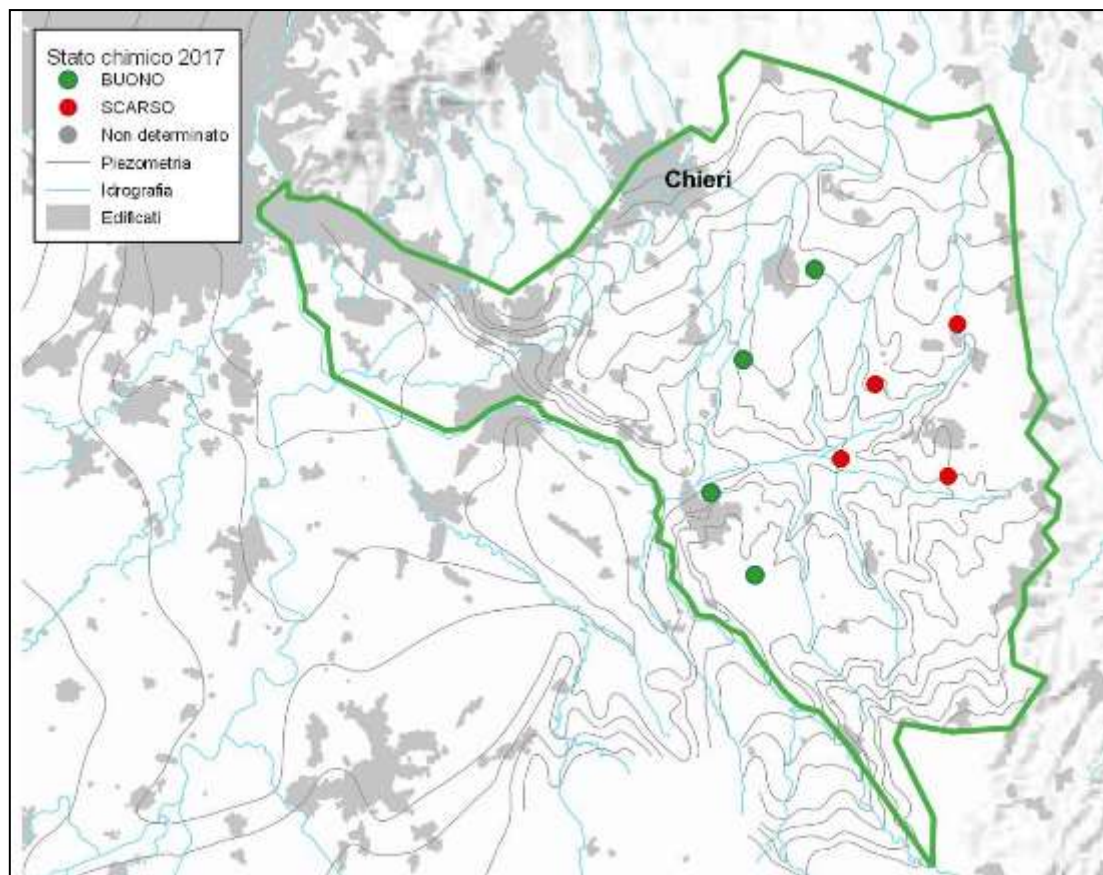 Stato chimico 2017
BUONO
SCARSO
Non determinato
Piezometria
Idrografia
Edificati
Chieri